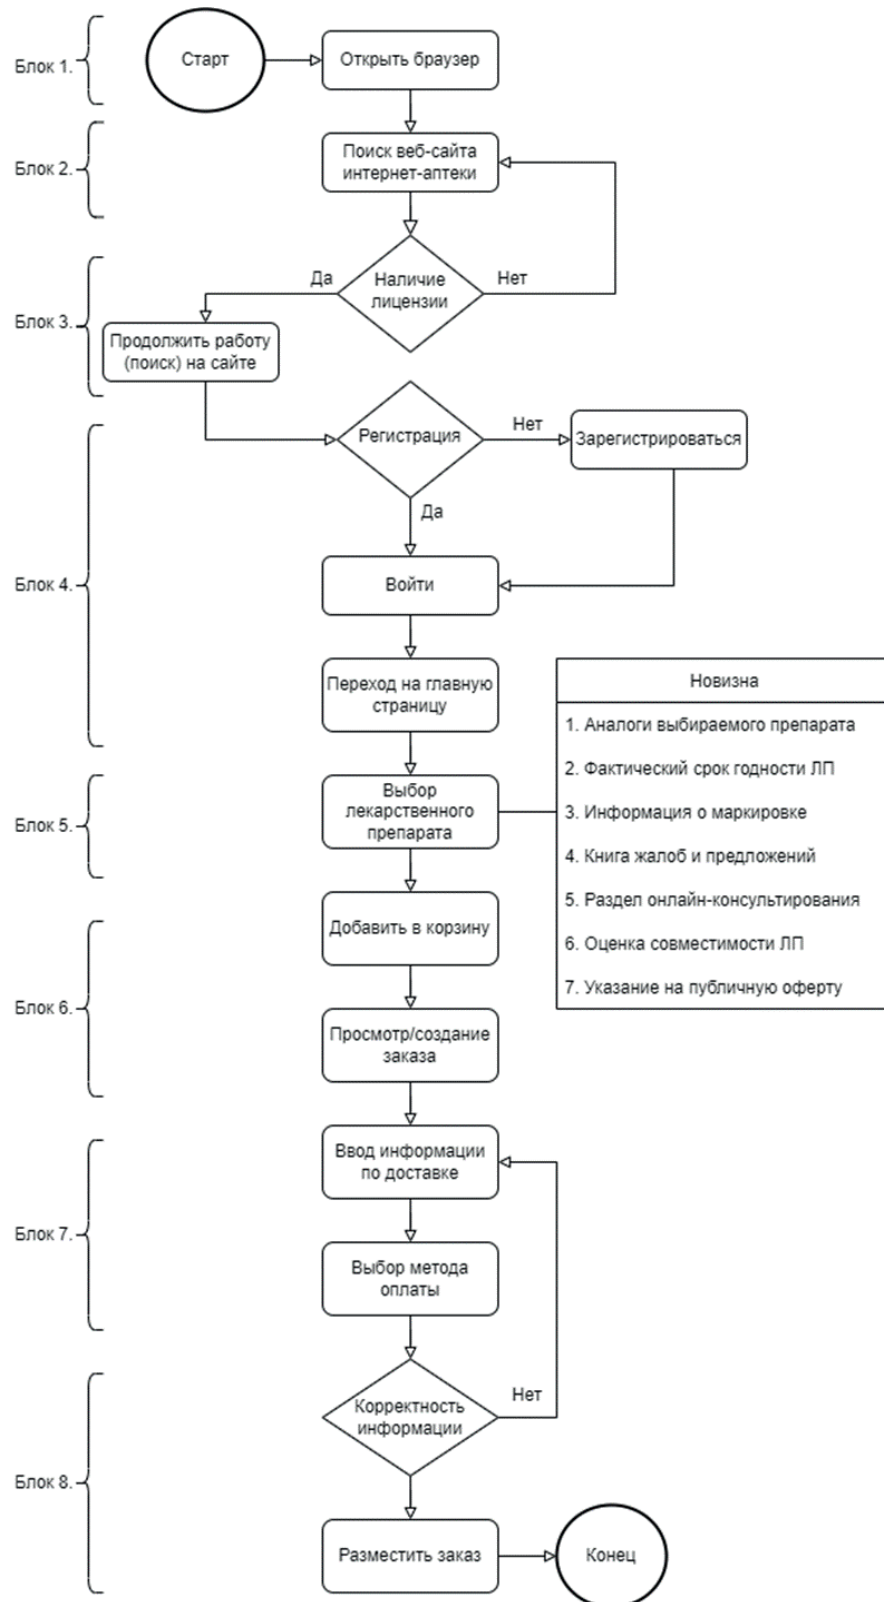 Блок 1.
Старт
Открыть браузер
Блок 2.
Поиск веб-сайта
интернет-аптеки
Блок 3.
Да
Наличие
лицензии
Нет
Продолжить работу
(поиск) на сайте
Блок 4.
Регистрация
Нет
Зарегистрироваться
Да
Войти
Переход на главную
страницу
Блок 5.
Выбор
лекарственного
препарата
Новизна
1. Аналоги выбираемого препарата
2. Фактический срок годности ЛП
3. Информация о маркировке
4. Книга жалоб и предложений
5. Раздел онлайн-консультирования
6. Оценка совместимости ЛП
7. Указание на публичную оферту
Блок 6.
Добавить в корзину
Просмотр/создание
заказа
Блок 7.
Ввод информации
по доставке
Выбор метода
оплаты
Блок 8.
Корректность
информации
Нет
Разместить заказ
Конец